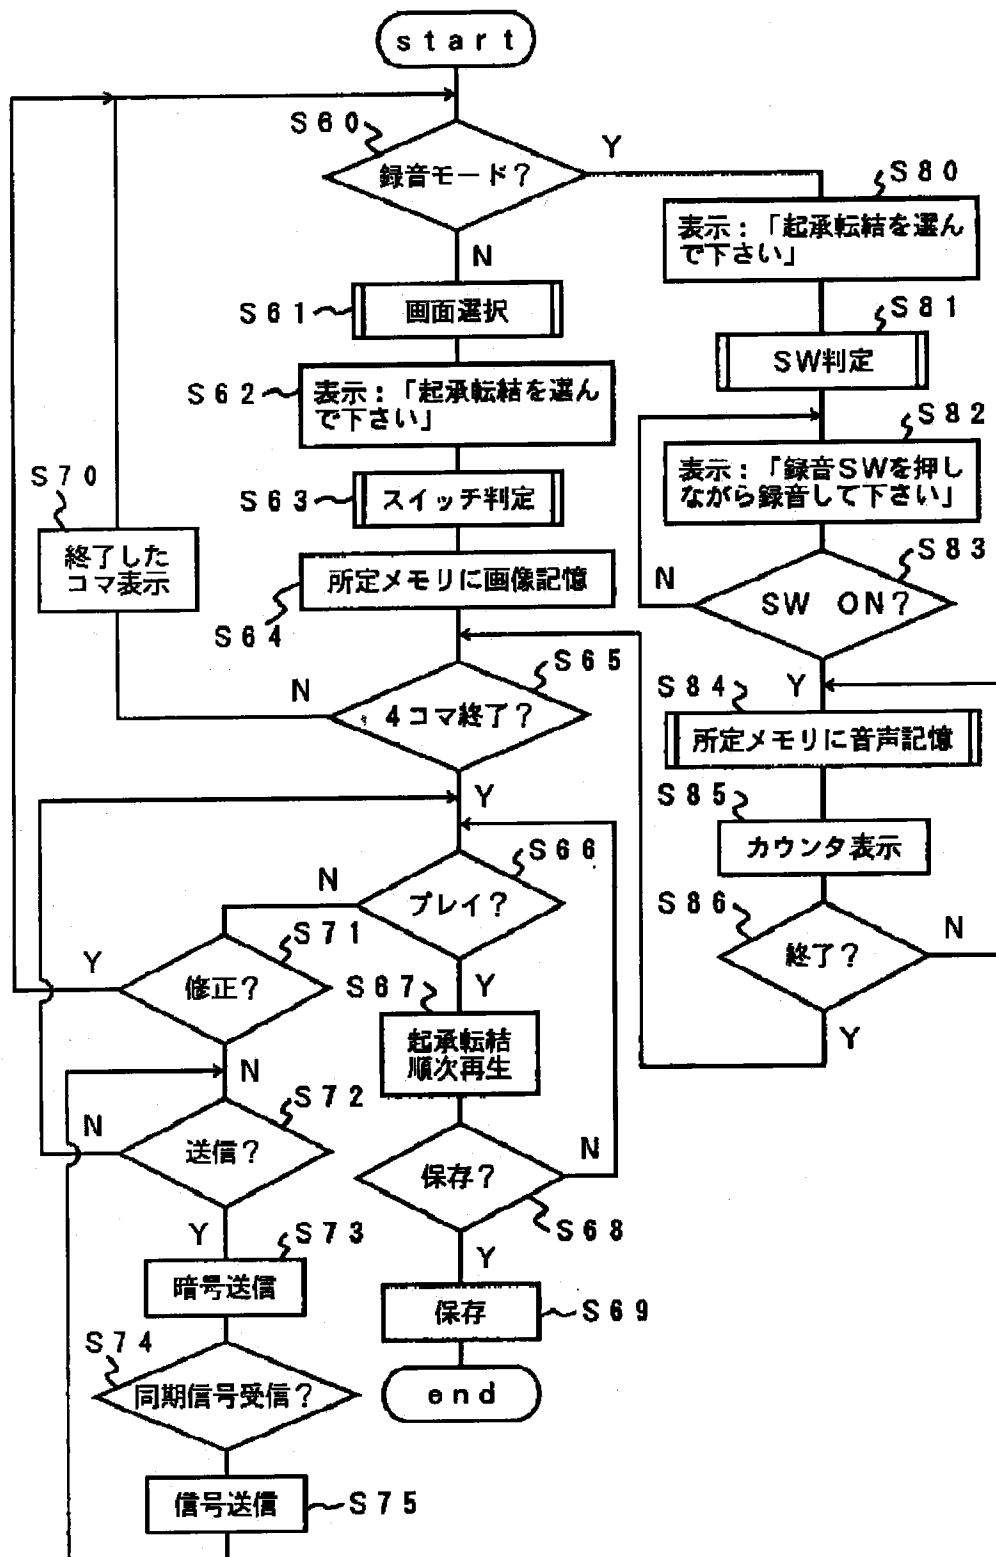 start
S60
録音モード?
Y
N
S61
画面選択
S62
表示:「起承転結を選ん
で下さい」
S63
スイッチ判定
S64
所定メモリに画像記憶
S65
4コマ終了?
N
Y
S70
終了した
コマ表示
S66
プレイ?
N
Y
S67
起承転結
順次再生
S68
保存?
N
Y
S69
保存
end
S71
修正?
Y
N
S72
送信?
N
Y
S73
暗号送信
S74
同期信号受信?
S75
信号送信
S80
表示:「起承転結を選ん
で下さい」
S81
SW判定
S82
表示:「録音SWを押し
ながら録音して下さい」
S83
SW ON?
N
Y
S84
所定メモリに音声記憶
S85
カウンタ表示
S86
終了?
N
Y